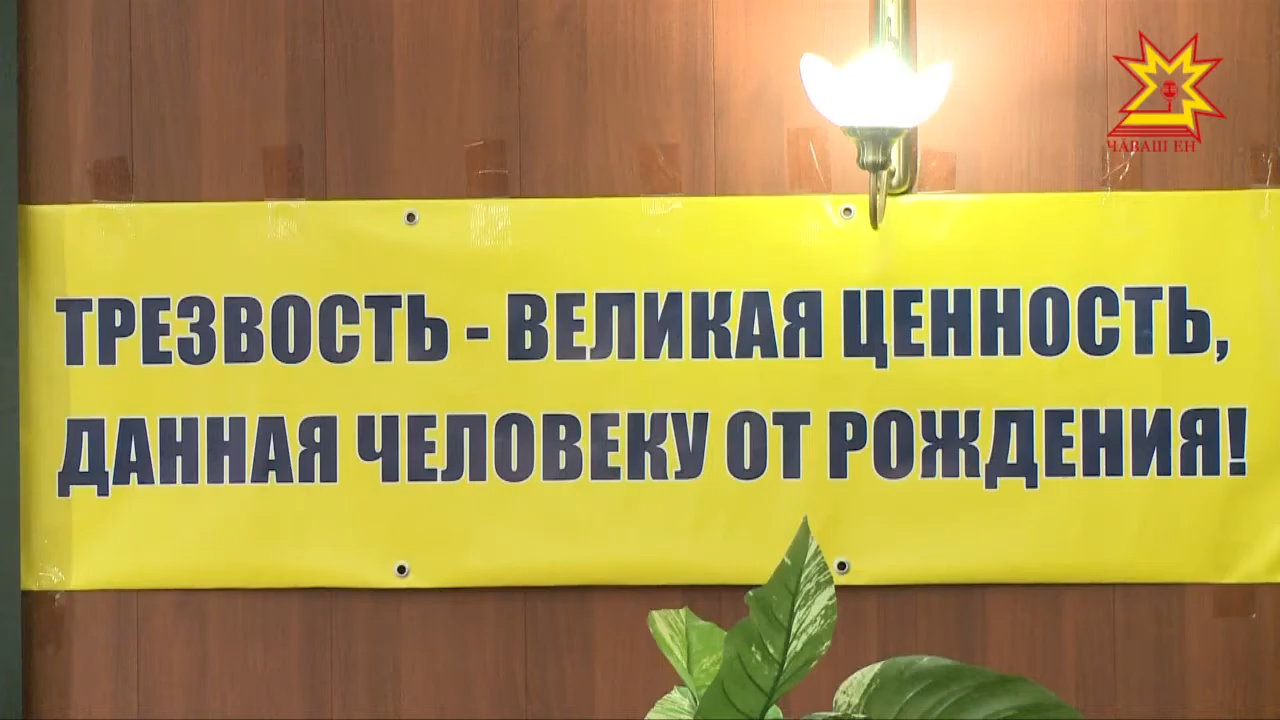 ЧӐВАШ ЕН
ТРЕЗВОСТЬ - ВЕЛИКАЯ ЦЕННОСТЬ,
ДАННАЯ ЧЕЛОВЕКУ ОТ РОЖДЕНИЯ!